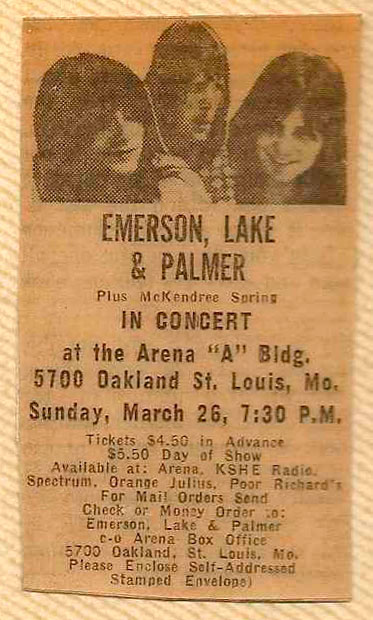 EMERSON, LAKE
& PALMER
Plus McKendree Spring
IN CONCERT
at the Arena "A" Bldg.
5700 Oakland St. Louis, Mo.
Sunday, March 26, 7:30 P.M.
Tickets $4.50 in Advance
$5.50 Day of Show
Available at: Arena, KSHE Radio,
Spectrum, Orange Julius, Poor Richard's
For Mail Orders Send
Check or Money Order to:
Emerson, Lake & Palmer
c-o Arena Box Office
5700 Oakland, St. Louis, Mo.
Please Enclose Self-Addressed
Stamped Envelope)